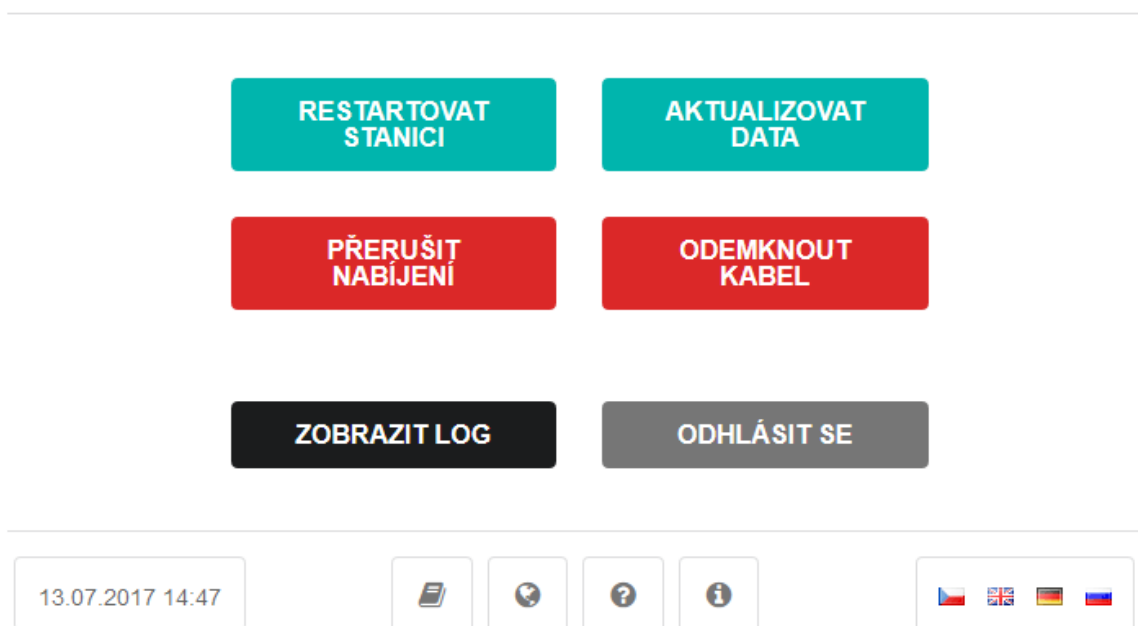 RESTARTOVAT
STANICI
AKTUALIZOVAT
DATA
PŘERUŠIT
NABÍJENÍ
ODEMKNOUT
KABEL
ZOBRAZIT LOG
ODHLÁSIT SE
13.07.2017 14:47